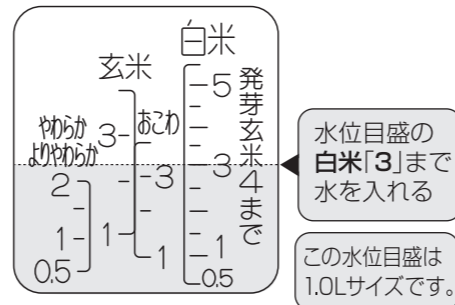 白米
玄米
おこわ
やわらか
よりやわらか
2
1
0.5
3
1
3
1
5
3
1
0.5
発芽玄米4まで
水位目盛の
白米「3」まで
水を入れる
この水位目盛は
1.0Lサイズです。